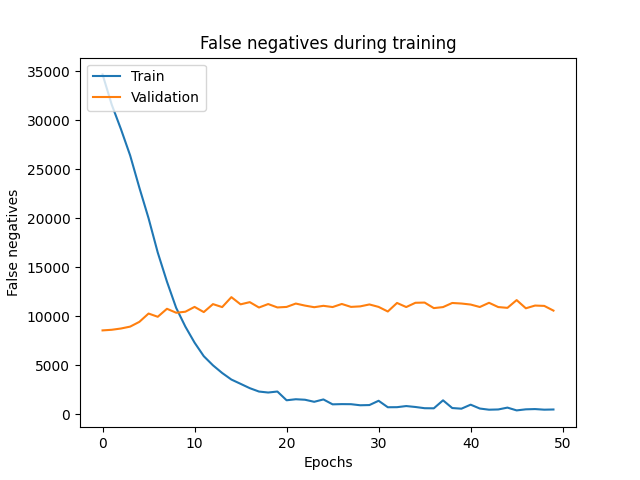 False negatives during training
Train
Validation
False negatives
35000
30000
25000
20000
15000
10000
5000
0
0 10 20 30 40 50
Epochs